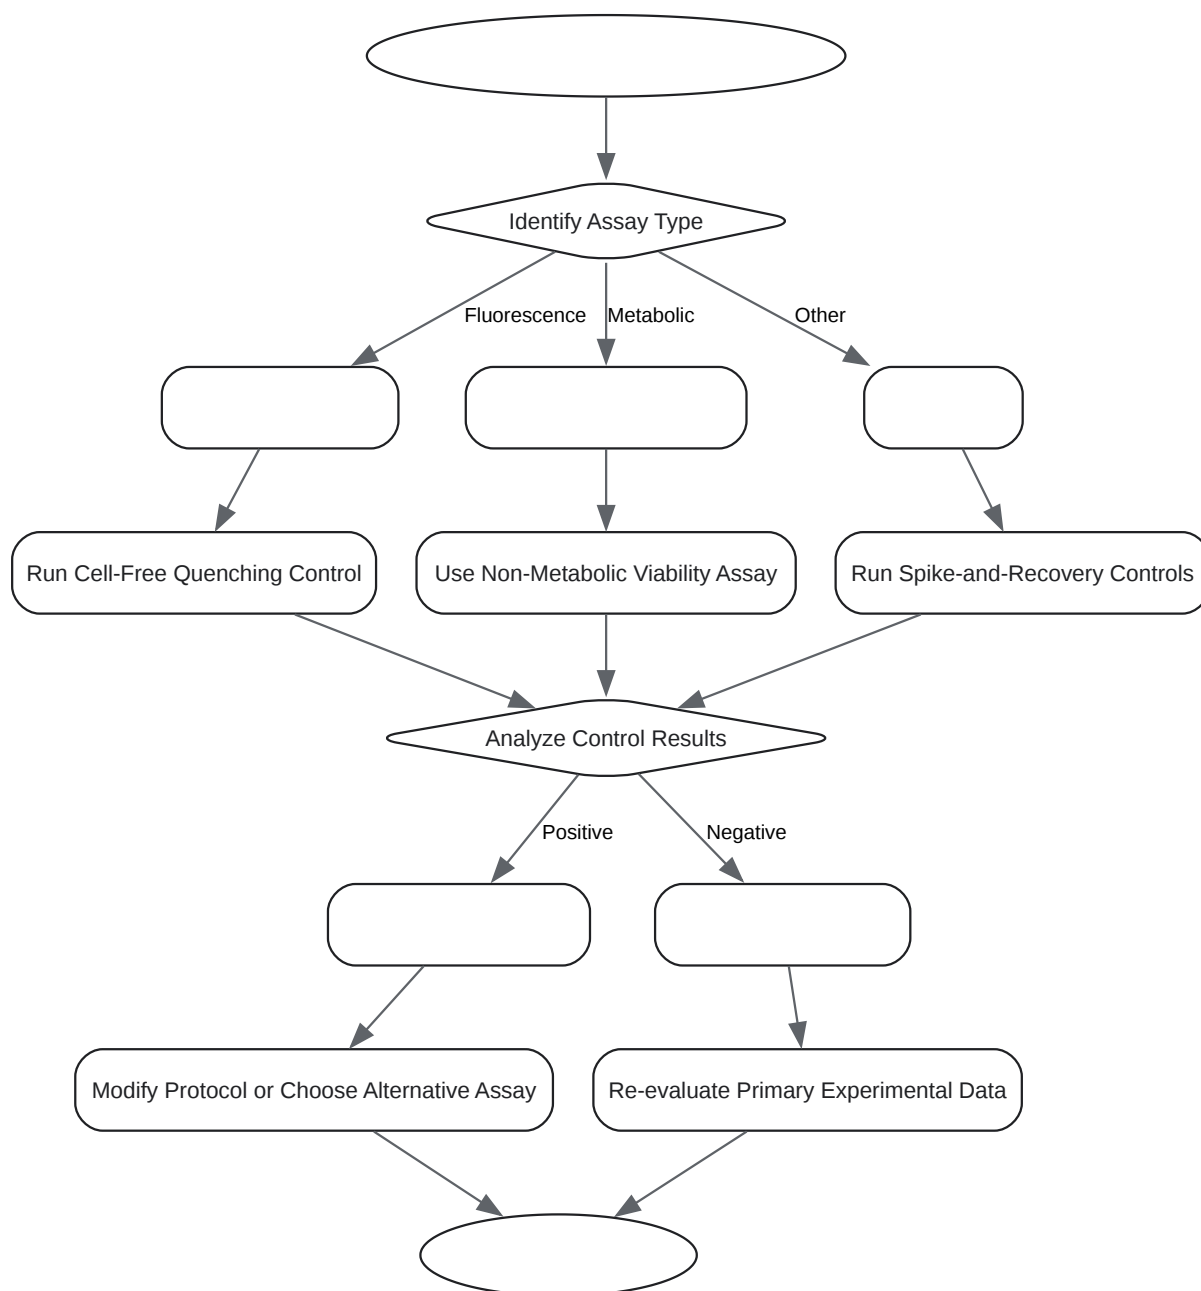 Identify Assay Type
Fluorescence
Metabolic
Other
Run Cell-Free Quenching Control
Use Non-Metabolic Viability Assay
Run Spike-and-Recovery Controls
Analyze Control Results
Positive
Negative
Modify Protocol or Choose Alternative Assay
Re-evaluate Primary Experimental Data